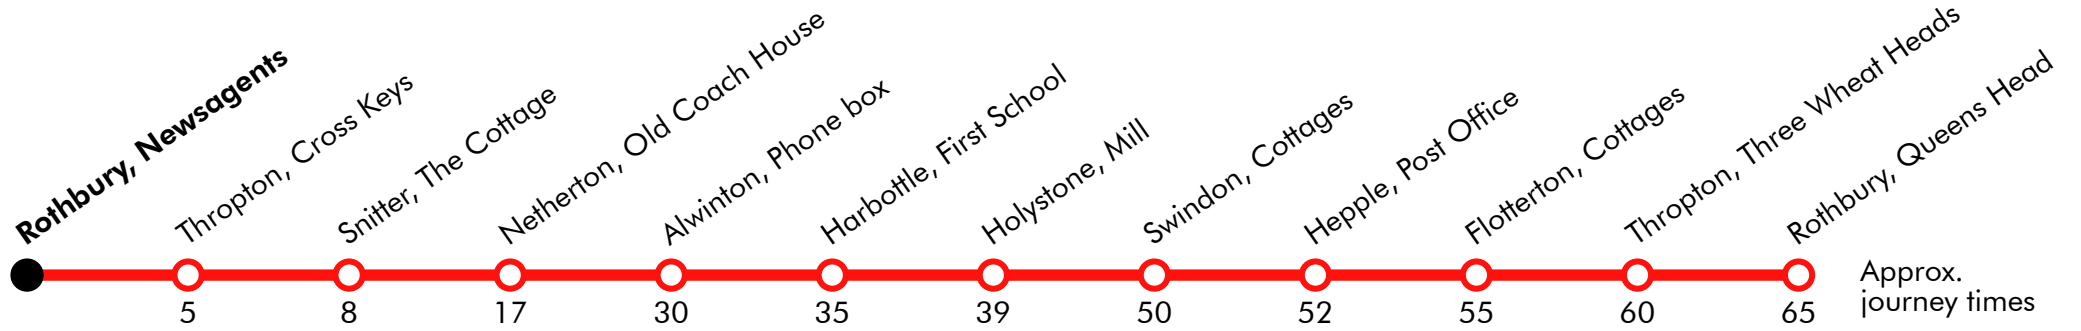 Rothbury, Newsagents
Thropton, Cross Keys
Snitter, The Cottage
Netherton, Old Coach House
Alwinton, Phone box
Harbottle, First School
Holystone, Mill
Swindon, Cottages
Hepple, Post Office
Flotterton, Cottages
Thropton, Three Wheat Heads
Rothbury, Queens Head
Approx.
journey times
5 8 17 30 35 39 50 52 55 60 65